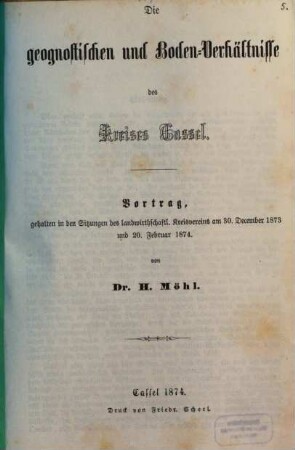 5.
Die
geognostischen und Boden-Verhältnisse
des
Kreises Cassel.
Vortrag,
gehalten in den Sitzungen des landwirthschaftl. Kreisvereins am 30. December 1873
und 20. Februar 1874.
von
Dr. H. Möhl.
Cassel 1874.
Druck von Friedr. Scheel.